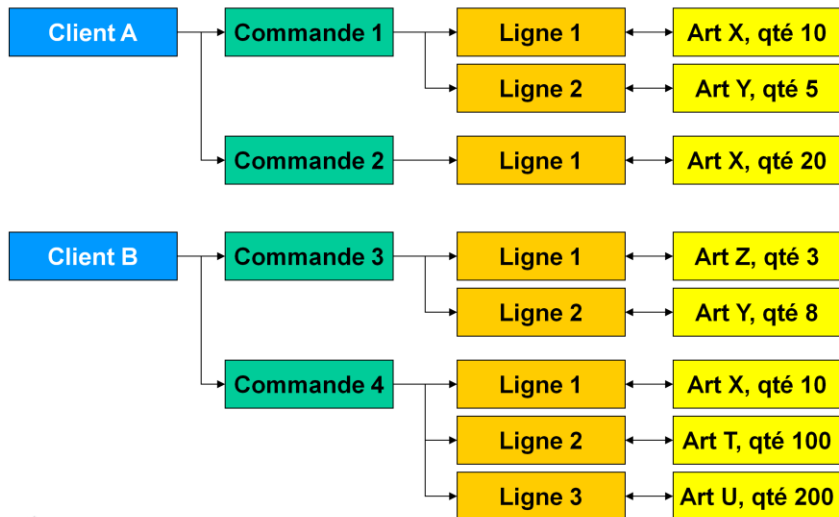 Client A
Commande 1
Ligne 1
Art X, qté 10
Ligne 2
Art Y, qté 5
Commande 2
Ligne 1
Art X, qté 20
Client B
Commande 3
Ligne 1
Art Z, qté 3
Ligne 2
Art Y, qté 8
Commande 4
Ligne 1
Art X, qté 10
Ligne 2
Art T, qté 100
Ligne 3
Art U, qté 200